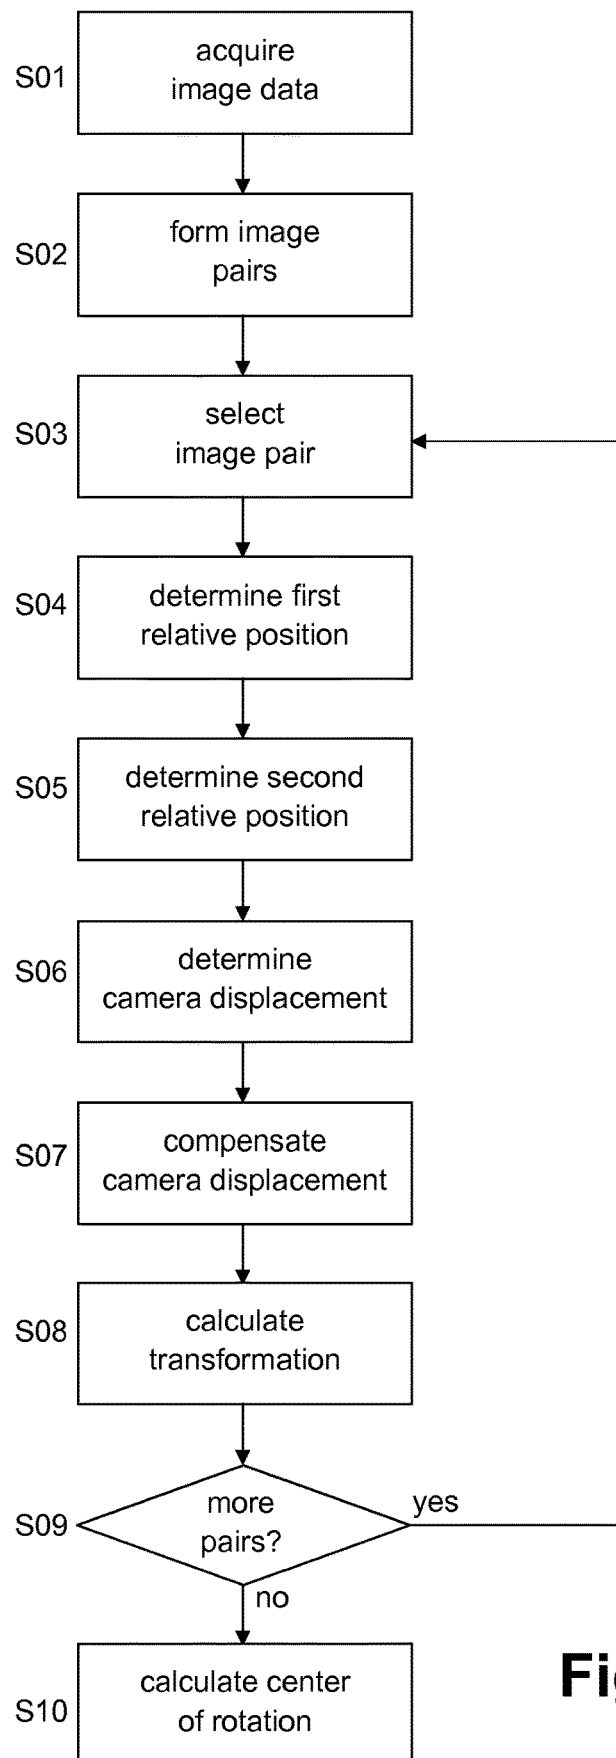 S01
acquire
image data
S02
form image
pairs
S03
select
image pair
S04
determine first
relative position
S05
determine second
relative position
S06
determine
camera displacement
S07
compensate
camera displacement
S08
calculate
transformation
S09
more
pairs?
yes
no
S10
calculate center
of rotation